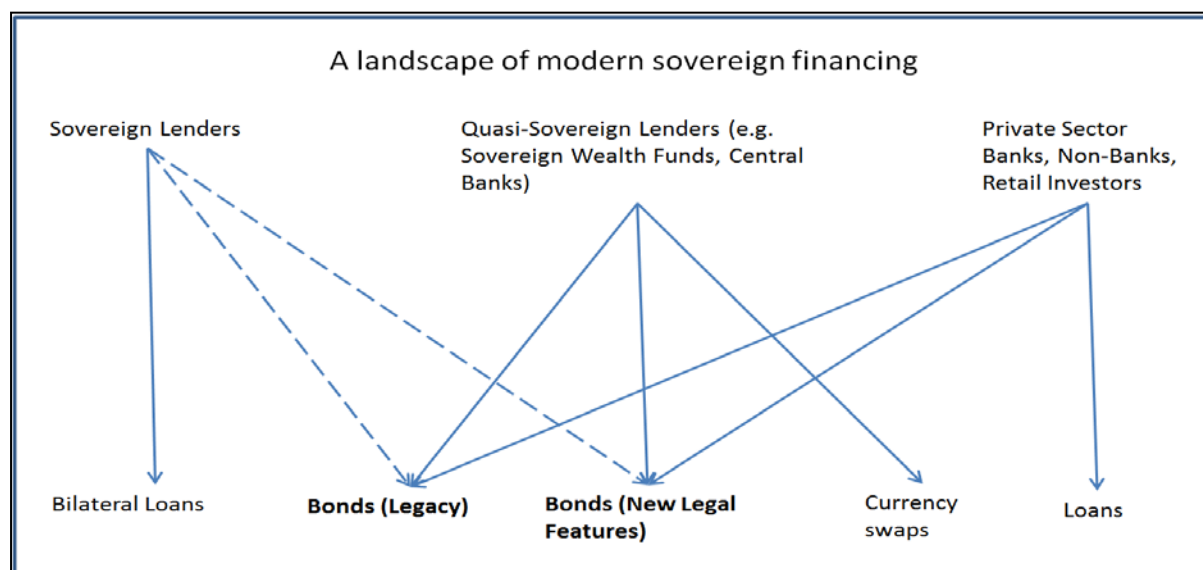 A landscape of modern sovereign financing
Sovereign Lenders
Quasi-Sovereign Lenders (e.g.
Sovereign Wealth Funds, Central
Banks)
Private Sector
Banks, Non-Banks,
Retail Investors
Bilateral Loans
Bonds (Legacy)
Bonds (New Legal
Features)
Currency
swaps
Loans